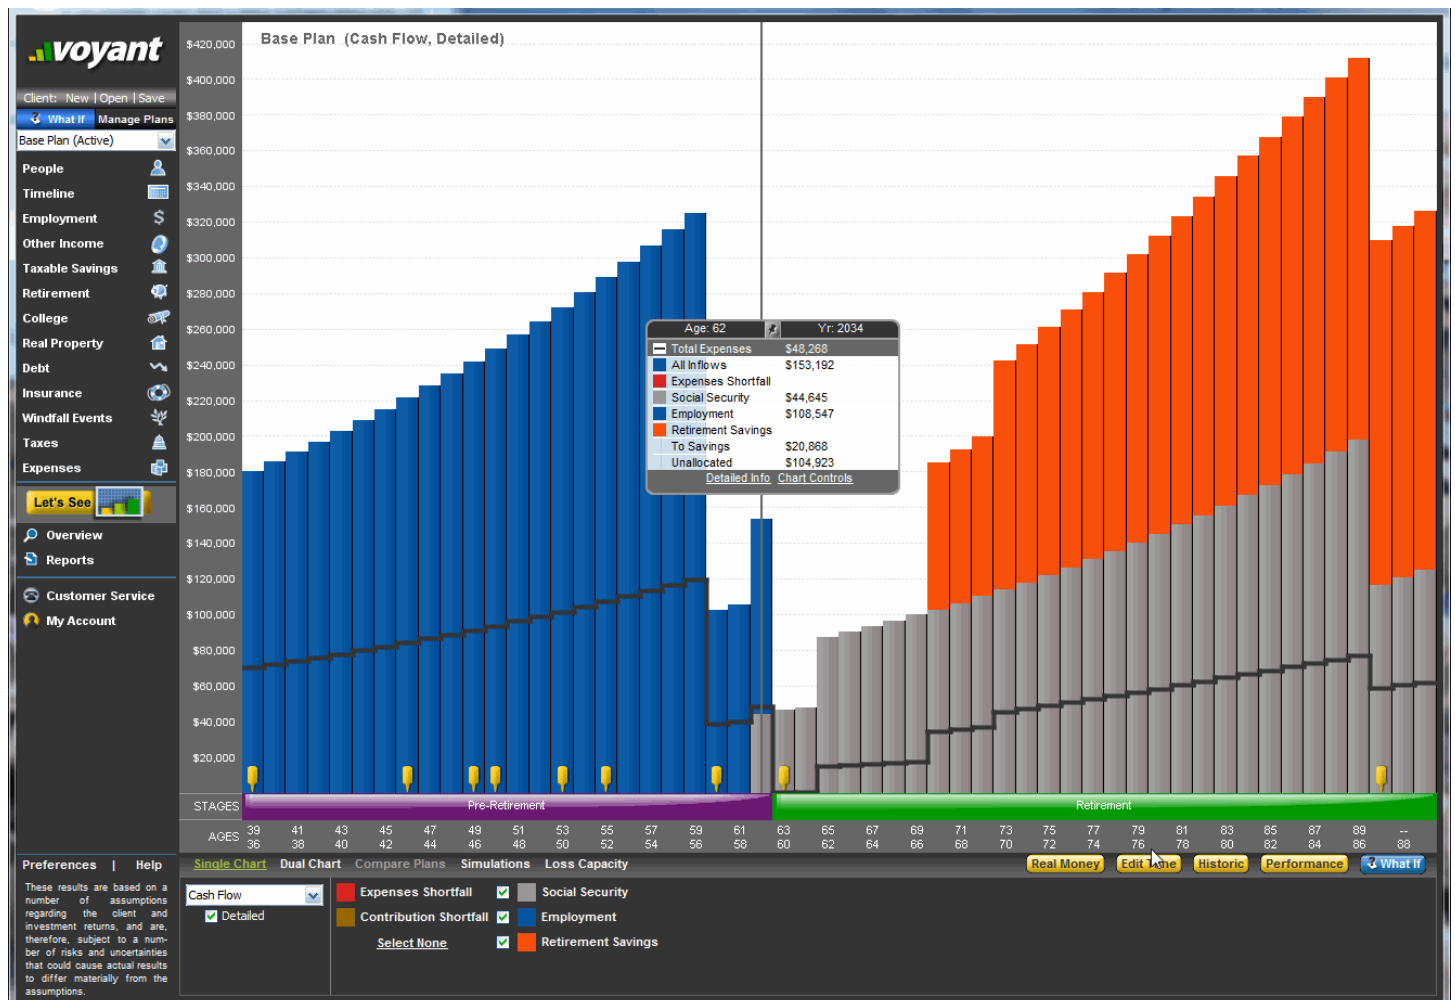 voyant
Client: New | Open | Save
What If Manage Plans
Base Plan (Active)
People
Timeline
Employment
Other Income
Taxable Savings
Retirement
College
Real Property
Debt
Insurance
Windfall Events
Taxes
Expenses
Let's See
Overview
Reports
Customer Service
My Account
Preferences | Help
These results are based on a
number of assumptions
regarding the client and
investment returns, and are,
therefore, subject to a num-
ber of risks and uncertainties
that could cause actual results
to differ materially from the
assumptions.
Base Plan (Cash Flow, Detailed)
$420,000
$400,000
$380,000
$360,000
$340,000
$320,000
$300,000
$280,000
$260,000
$240,000
$220,000
$200,000
$180,000
$160,000
$140,000
$120,000
$100,000
$80,000
$60,000
$40,000
$20,000
Age: 62 Yr: 2034
Total Expenses $48,268
All Inflows $153,192
Expenses Shortfall
Social Security $44,645
Employment $108,547
Retirement Savings
To Savings $20,868
Unallocated $104,923
Detailed Info Chart Controls
STAGES Pre-Retirement Retirement
AGES 39 41 43 45 47 49 51 53 55 57 59 61 63 65 67 69 71 73 75 77 79 81 83 85 87 89 --
36 38 40 42 44 46 48 50 52 54 56 58 60 62 64 66 68 70 72 74 76 78 80 82 84 86 88
Single Chart Dual Chart Compare Plans Simulations Loss Capacity Real Money Edit Time Historic Performance What If
Cash Flow
Detailed
Expenses Shortfall Social Security
Contribution Shortfall Employment
Select None Retirement Savings